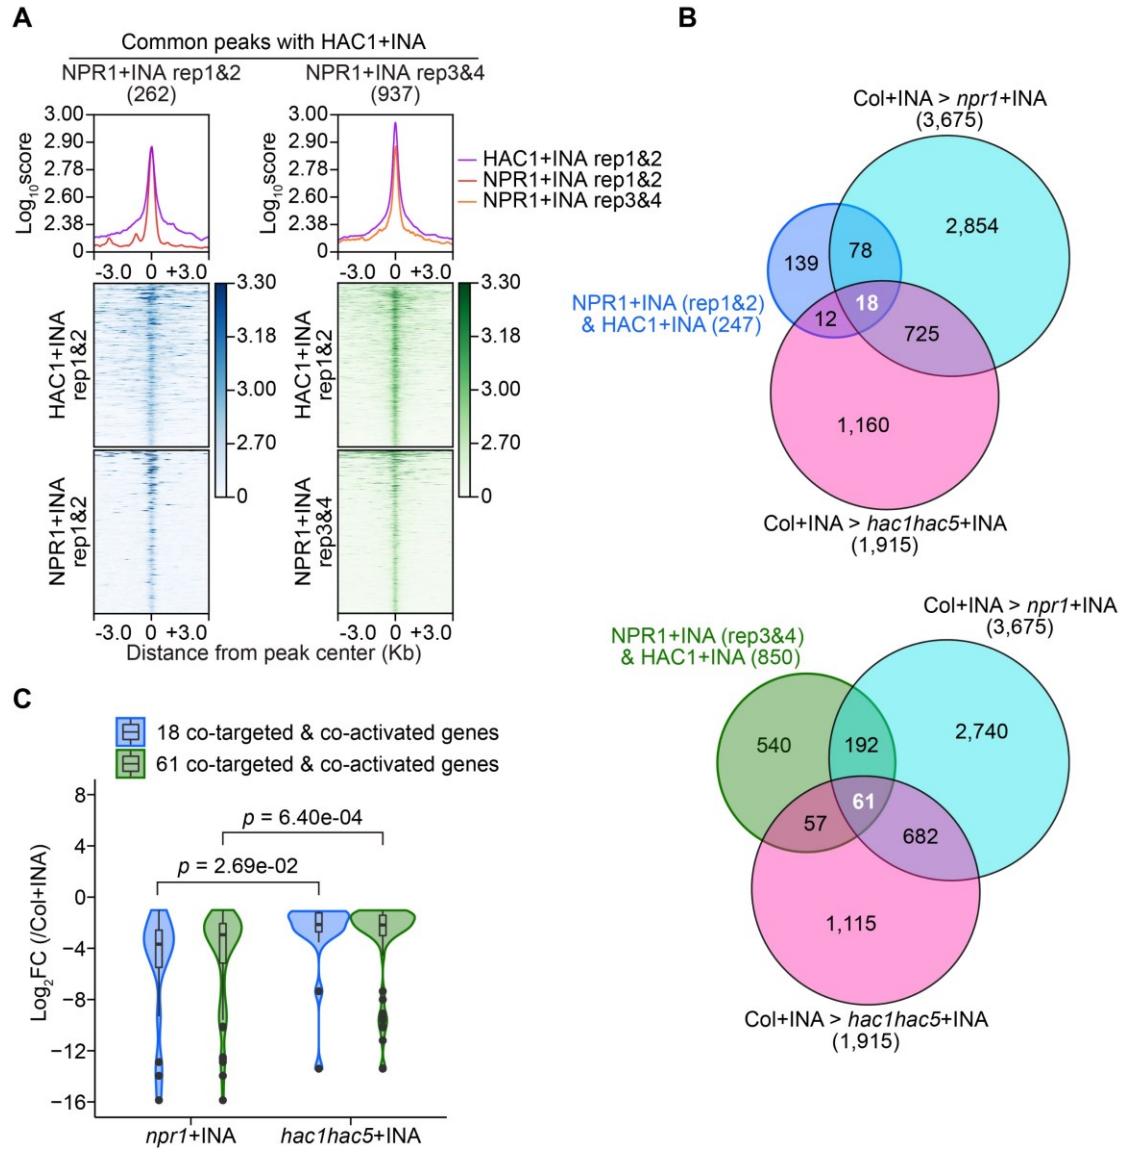 A
Common peaks with HAC1+INA
NPR1+INA rep1&2
(262)
NPR1+INA rep3&4
(937)
Log10score
3.00
2.90
2.78
2.60
2.38
0
-3.0 0 +3.0
Log10score
3.00
2.90
2.78
2.60
2.38
0
-3.0 0 +3.0
HAC1+INA rep1&2
NPR1+INA rep1&2
NPR1+INA rep3&4
HAC1+INA
rep1&2
NPR1+INA
rep1&2
3.30
3.18
3.00
2.70
0
HAC1+INA
rep1&2
NPR1+INA
rep3&4
3.30
3.18
3.00
2.70
0
-3.0 0 +3.0
-3.0 0 +3.0
Distance from peak center (Kb)
B
Col+INA > npr1+INA
(3,675)
2,854
139
78
18
12
725
1,160
NPR1+INA (rep1&2)
& HAC1+INA (247)
Col+INA > hac1hac5+INA
(1,915)
Col+INA > npr1+INA
(3,675)
NPR1+INA (rep3&4)
& HAC1+INA (850)
540
192
2,740
61
57
682
1,115
Col+INA > hac1hac5+INA
(1,915)
C
18 co-targeted & co-activated genes
61 co-targeted & co-activated genes
Log2FC (/Col+INA)
8
4
0
−4
−8
−12
−16
p = 6.40e-04
p = 2.69e-02
npr1+INA
hac1hac5+INA